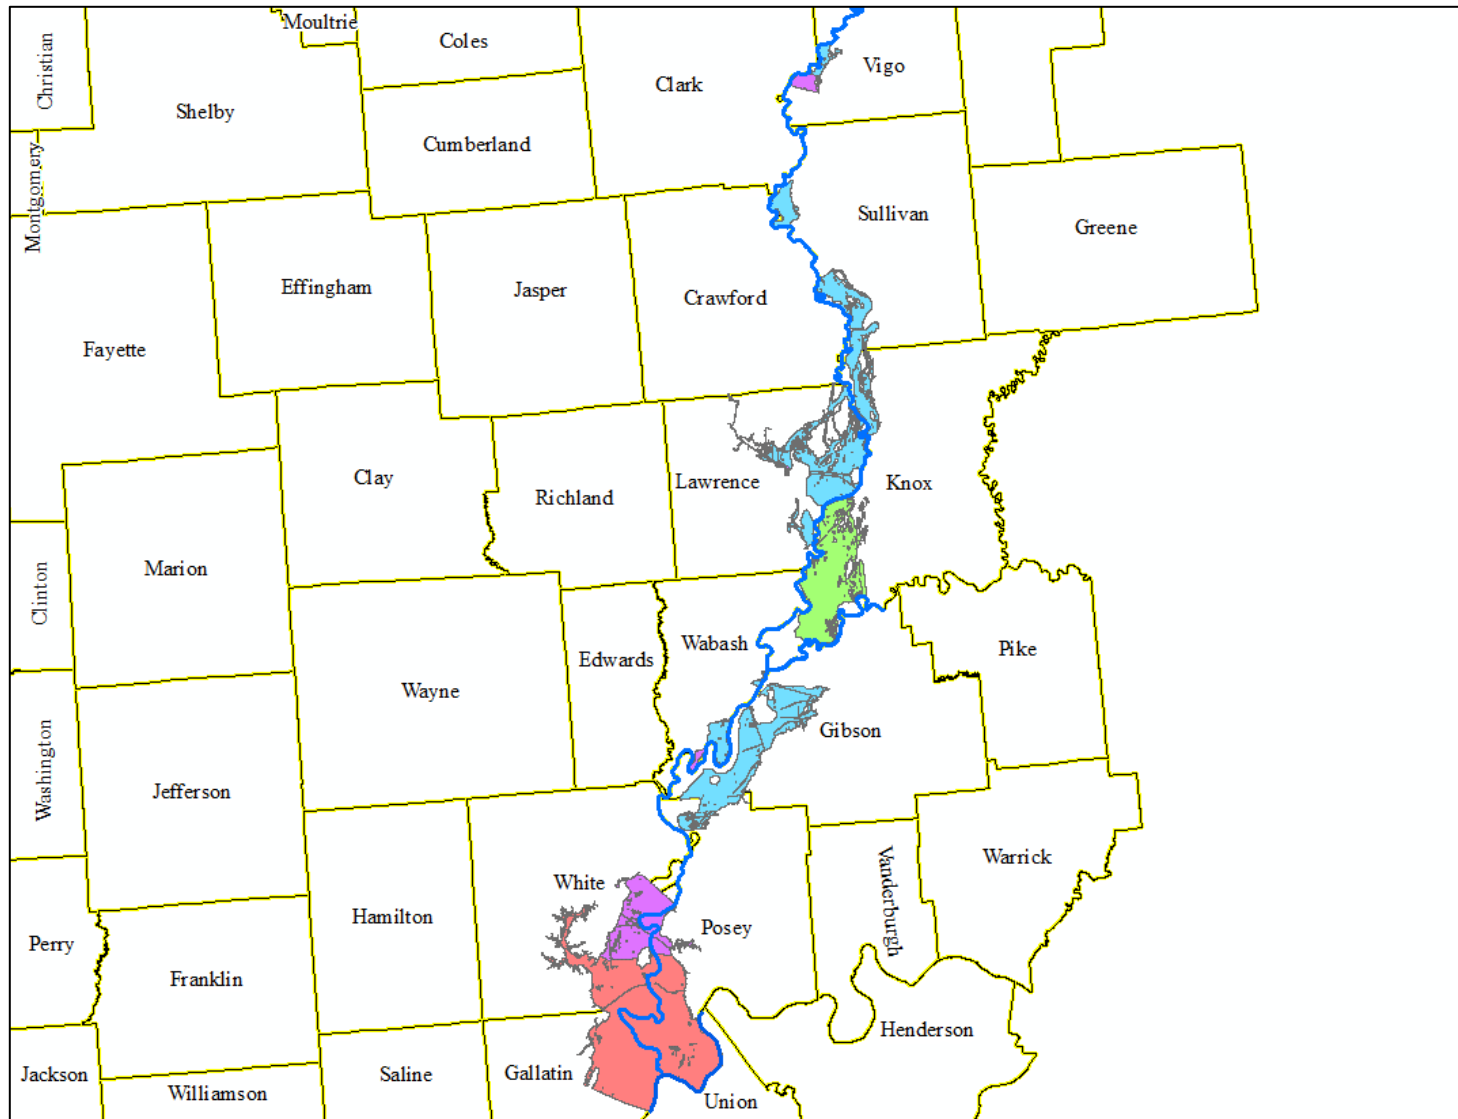 Moultrie
Coles
Christian
Vigo
Clark
Shelby
Cumberland
Montgomery
Sullivan
Greene
Effingham
Jasper
Crawford
Fayette
Clay
Lawrence
Knox
Richland
Marion
Clinton
Wabash
Pike
Edwards
Wayne
Gibson
Washington
Jefferson
Warrick
White
Vanderburgh
Hamilton
Posey
Perry
Franklin
Henderson
Jackson
Saline
Gallatin
Williamson
Union